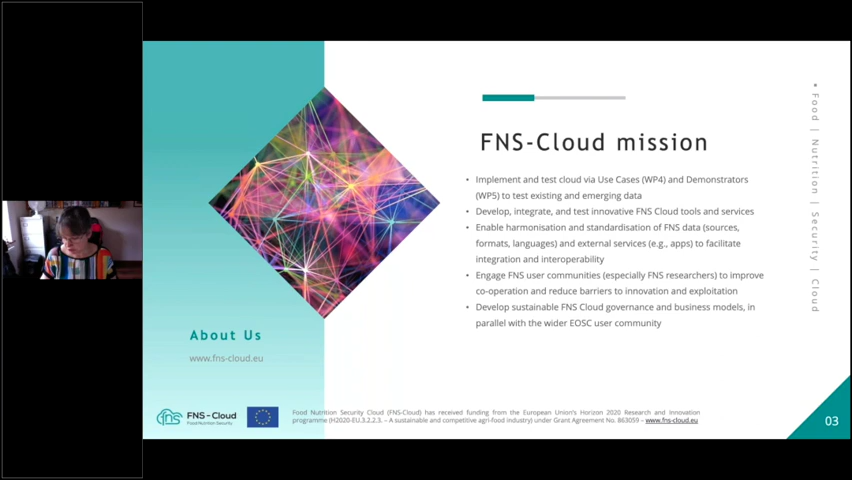 FNS-Cloud mission
• Implement and test cloud via Use Cases (WP4) and Demonstrators
(WP5) to test existing and emerging data
• Develop, integrate, and test innovative FNS Cloud tools and services
• Enable harmonisation and standardisation of FNS data (sources,
formats, languages) and external services (e.g., apps) to facilitate
integration and interoperability
• Engage FNS user communities (especially FNS researchers) to improve
co-operation and reduce barriers to innovation and exploitation
• Develop sustainable FNS Cloud governance and business models, in
parallel with the wider EOSC user community
• Food | Nutrition | Security | Cloud
About Us
www.fns-cloud.eu
fns
FNS-Cloud
Food Nutrition Security
Food Nutrition Security Cloud (FNS-Cloud) has received funding from the European Union's Horizon 2020 Research and Innovation
programme (H2020-EU.3.2.2.3. – A sustainable and competitive agri-food industry) under Grant Agreement No. 863059 – www.fns-cloud.eu
03